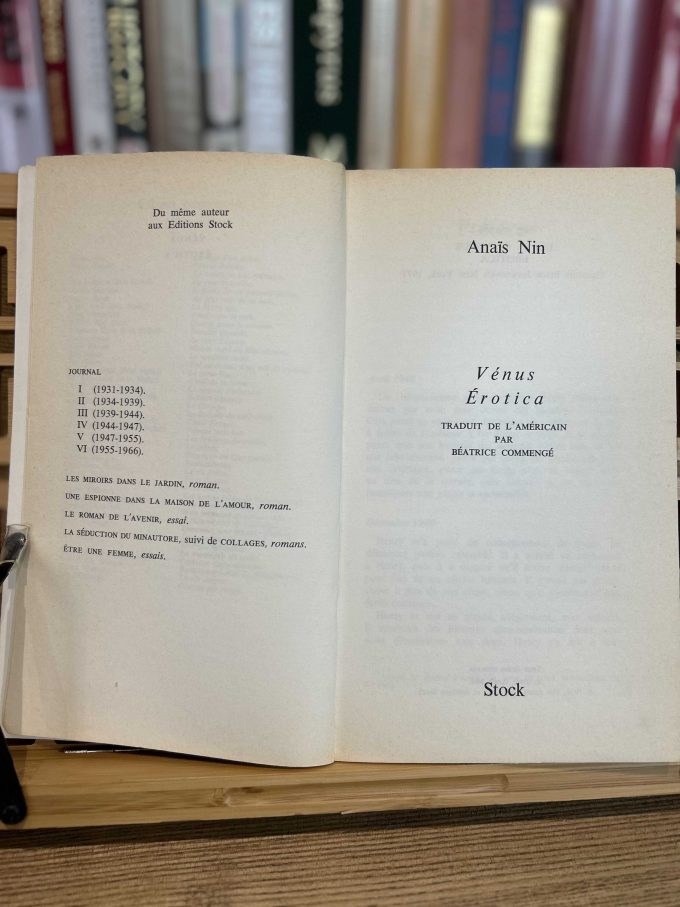 Du même auteur
aux Editions Stock
JOURNAL
I (1931-1934).
II (1934-1939).
III (1939-1944).
IV (1944-1947).
V (1947-1955).
VI (1955-1966).
LES MIROIRS DANS LE JARDIN, roman.
UNE ESPIONNE DANS LA MAISON DE L'AMOUR, roman.
LE ROMAN DE L'AVENIR, essai.
LA SÉDUCTION DU MINAUTORE, suivi de COLLAGES, romans.
ÊTRE UNE FEMME, essais.
Anaïs Nin
Vénus
Érotica
TRADUIT DE L'AMÉRICAIN
PAR
BÉATRICE COMMENGÉ
Stock